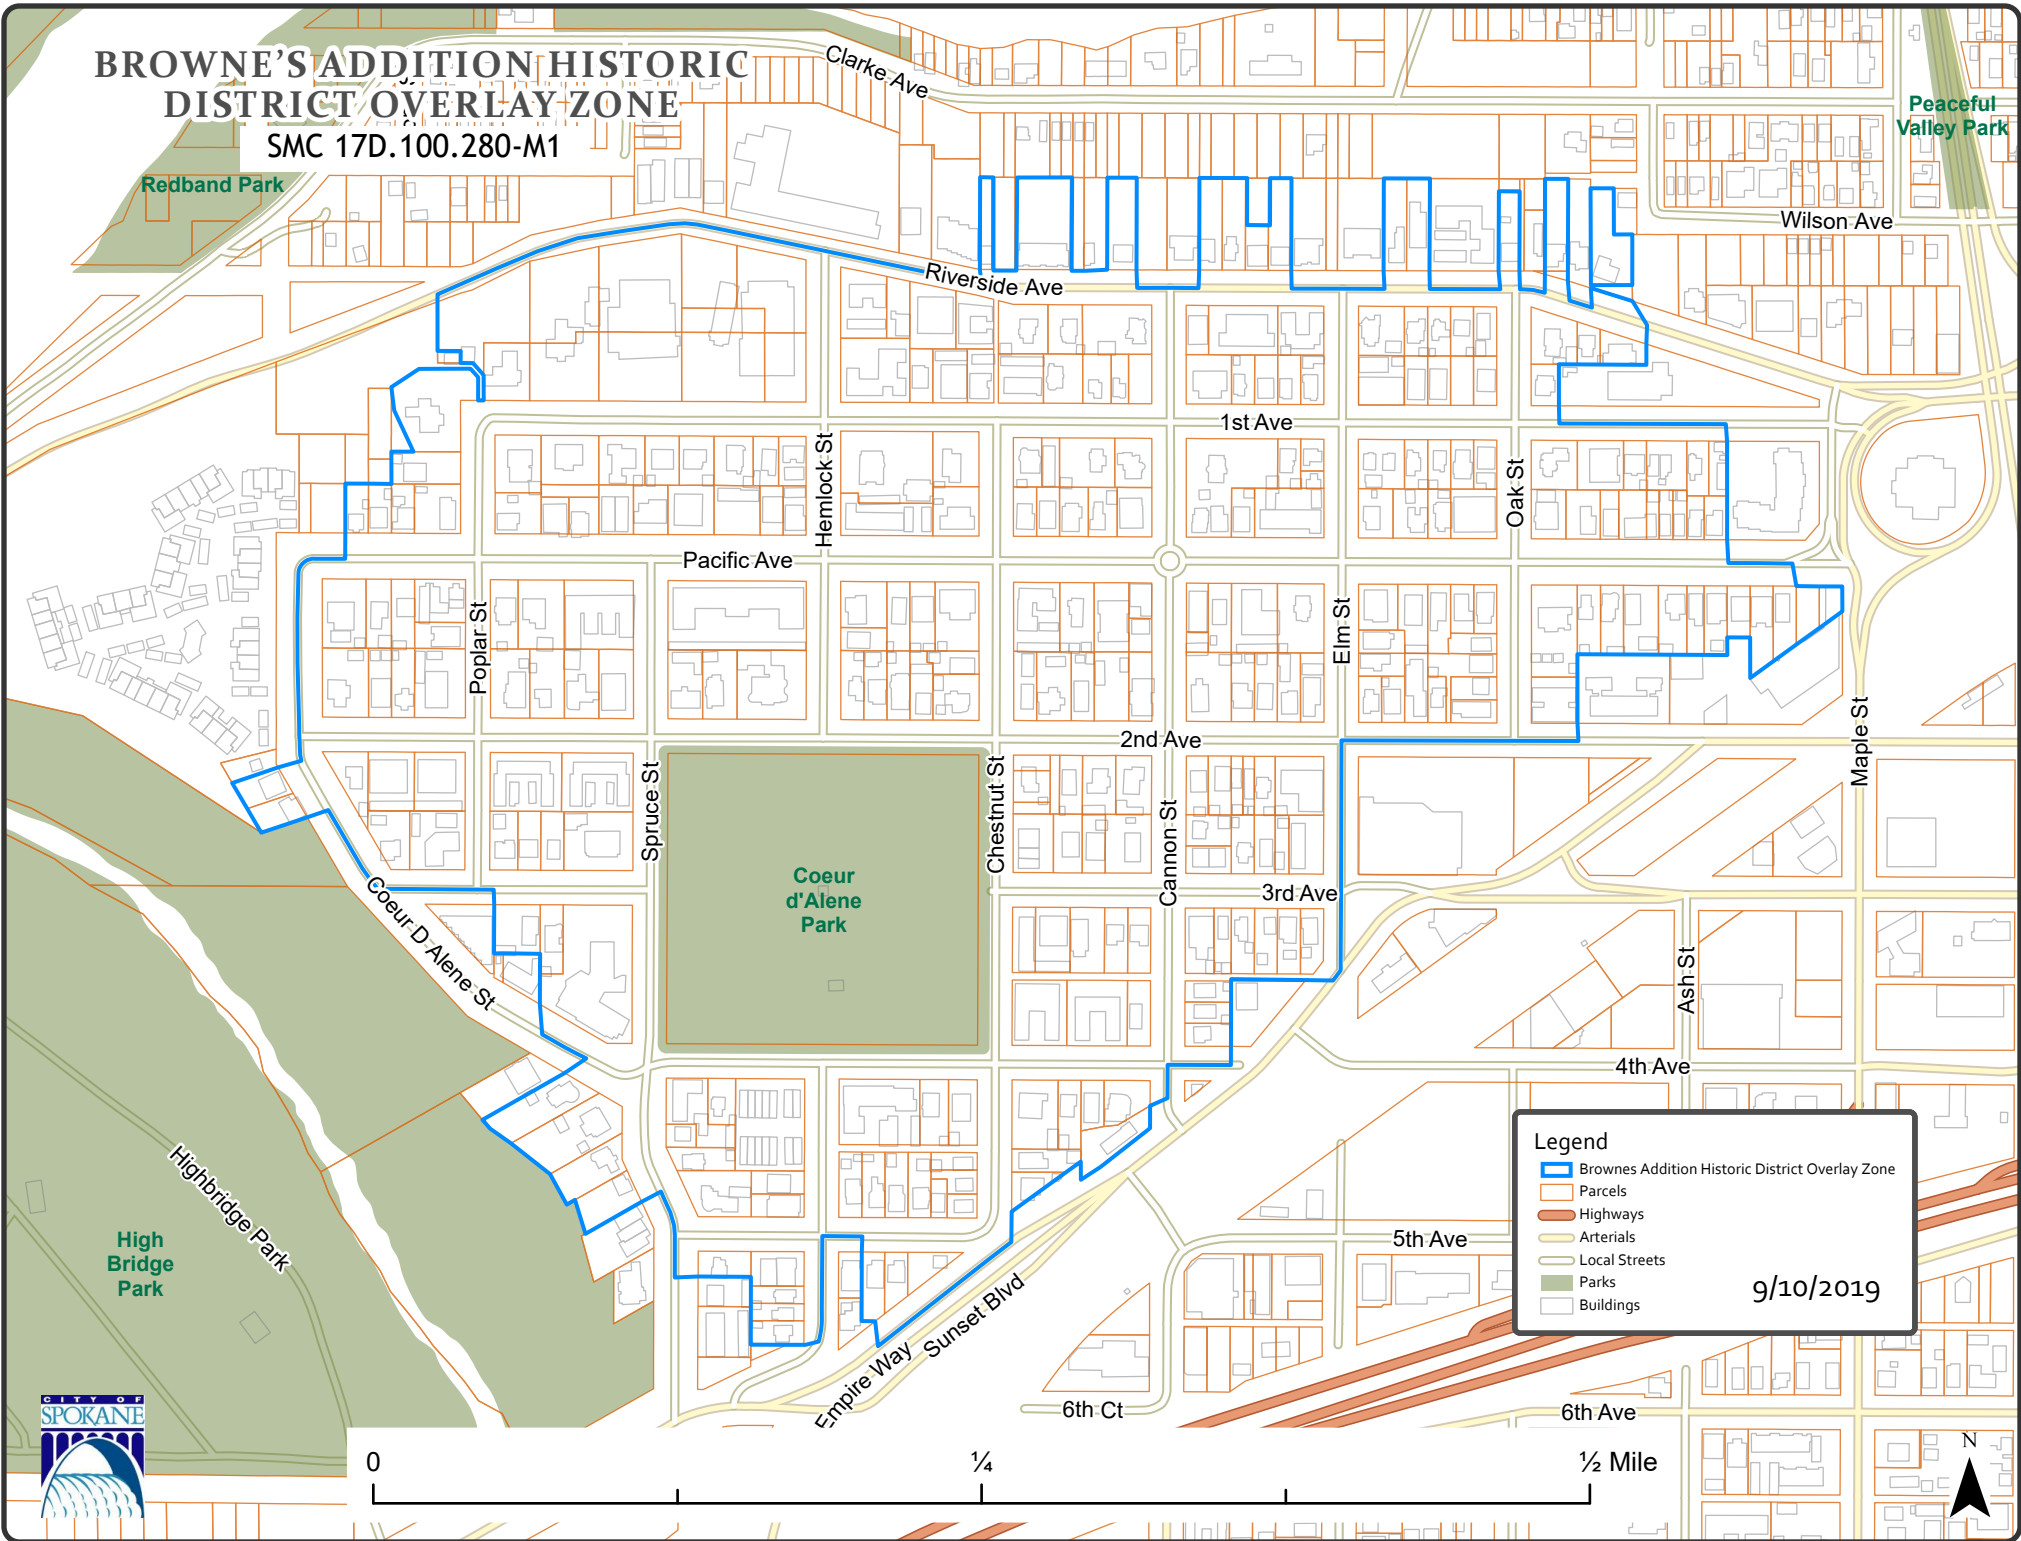 BROWNE'S ADDITION HISTORIC
DISTRICT OVERLAY ZONE
SMC 17D.100.280-M1
Clarke Ave
Peaceful
Valley Park
Redband Park
Wilson Ave
Riverside Ave
1st Ave
Hemlock St
Oak St
Pacific Ave
Poplar St
Elm St
2nd Ave
Maple St
Spruce St
Chestnut St
Cannon St
Coeur
d'Alene
Park
3rd Ave
Coeur D Alene St
Ash St
4th Ave
Highbridge Park
High
Bridge
Park
5th Ave
Sunset Blvd
Empire Way
6th Ct
6th Ave
Legend
Brownes Addition Historic District Overlay Zone
Parcels
Highways
Arterials
Local Streets
Parks
Buildings
9/10/2019
CITY OF
SPOKANE
0
¼
½ Mile
N